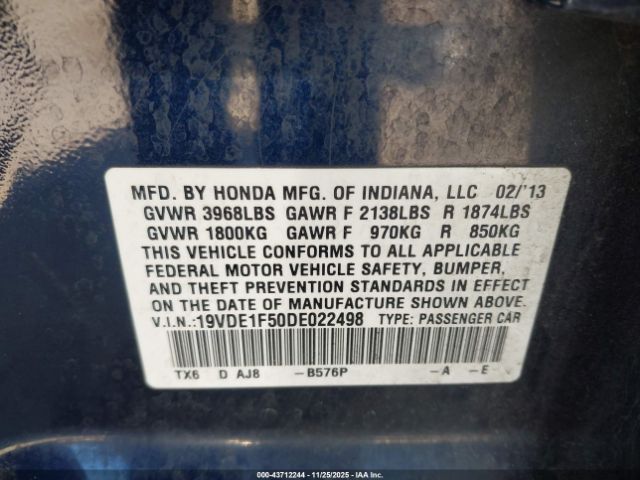 MFD. BY HONDA MFG. OF INDIANA, LLC 02/'13
GVWR 3968LBS GAWR F 2138LBS R 1874LBS
GVWR 1800KG GAWR F 970KG R 850KG
THIS VEHICLE CONFORMS TO ALL APPLICABLE
FEDERAL MOTOR VEHICLE SAFETY, BUMPER,
AND THEFT PREVENTION STANDARDS IN EFFECT
ON THE DATE OF MANUFACTURE SHOWN ABOVE.
V.I.N.:19VDE1F50DE022498 TYPE: PASSENGER CAR
TX6 D AJ8 -B576P -A -E
000-43712244 - 11/25/2025 - IAA Inc.